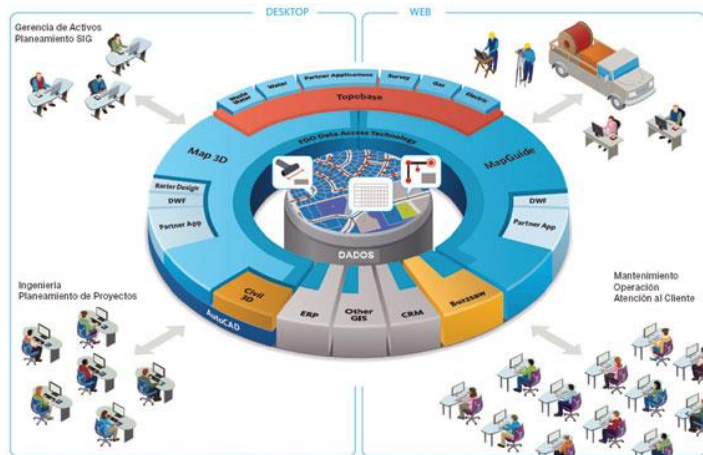 DESKTOP
WEB
Gerencia de Activos
Planeamiento SIG
Waste
Water
Water
Partner Applications
Survey
Gas
Electric
Topobase
FDO Data Access Technology
Map 3D
MapGuide
Raster Design
DWF
Partner App
DWF
Partner App
DADOS
Ingenieria
Planeamiento de Proyectos
Mantenimiento
Operación
Atención al Cliente
AutoCAD
Civil
3D
ERP
Other
GIS
CRM
Buzzsaw